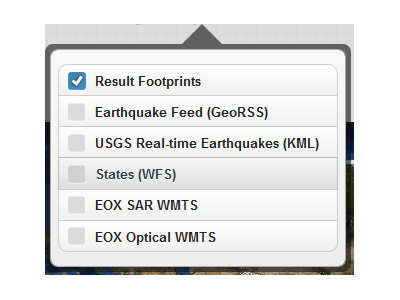 Result Footprints
Earthquake Feed (GeoRSS)
USGS Real-time Earthquakes (KML)
States (WFS)
EOX SAR WMTS
EOX Optical WMTS